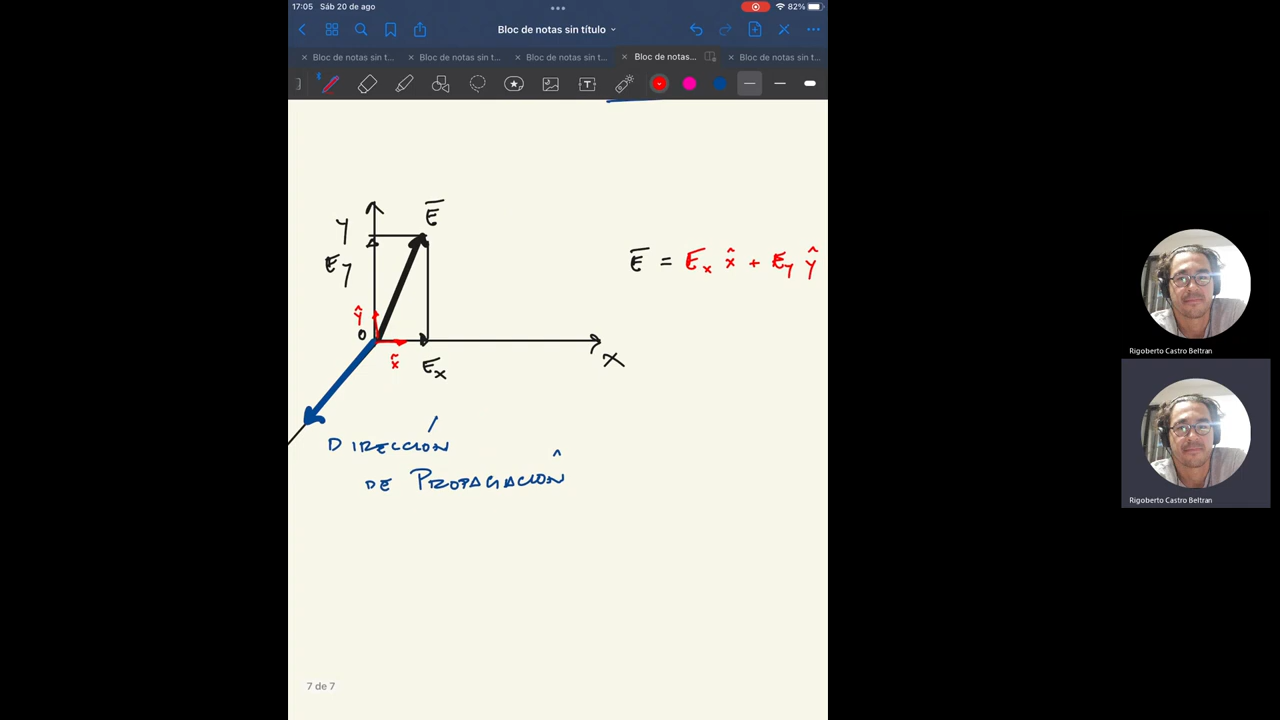 17:05 Sáb 20 de ago
82%
Bloc de notas sin título
Bloc de notas sin t...
Bloc de notas sin t...
Bloc de notas sin t...
Bloc de notas...
Bloc de notas sin t...
Y
E̅
Ey
E̅ = Ex x̂ + Ey ŷ
ŷ
0
x̂
Ex
X
DIRECCIÓN
DE PROPAGACIÓN
7 de 7
Rigoberto Castro Beltran
Rigoberto Castro Beltran